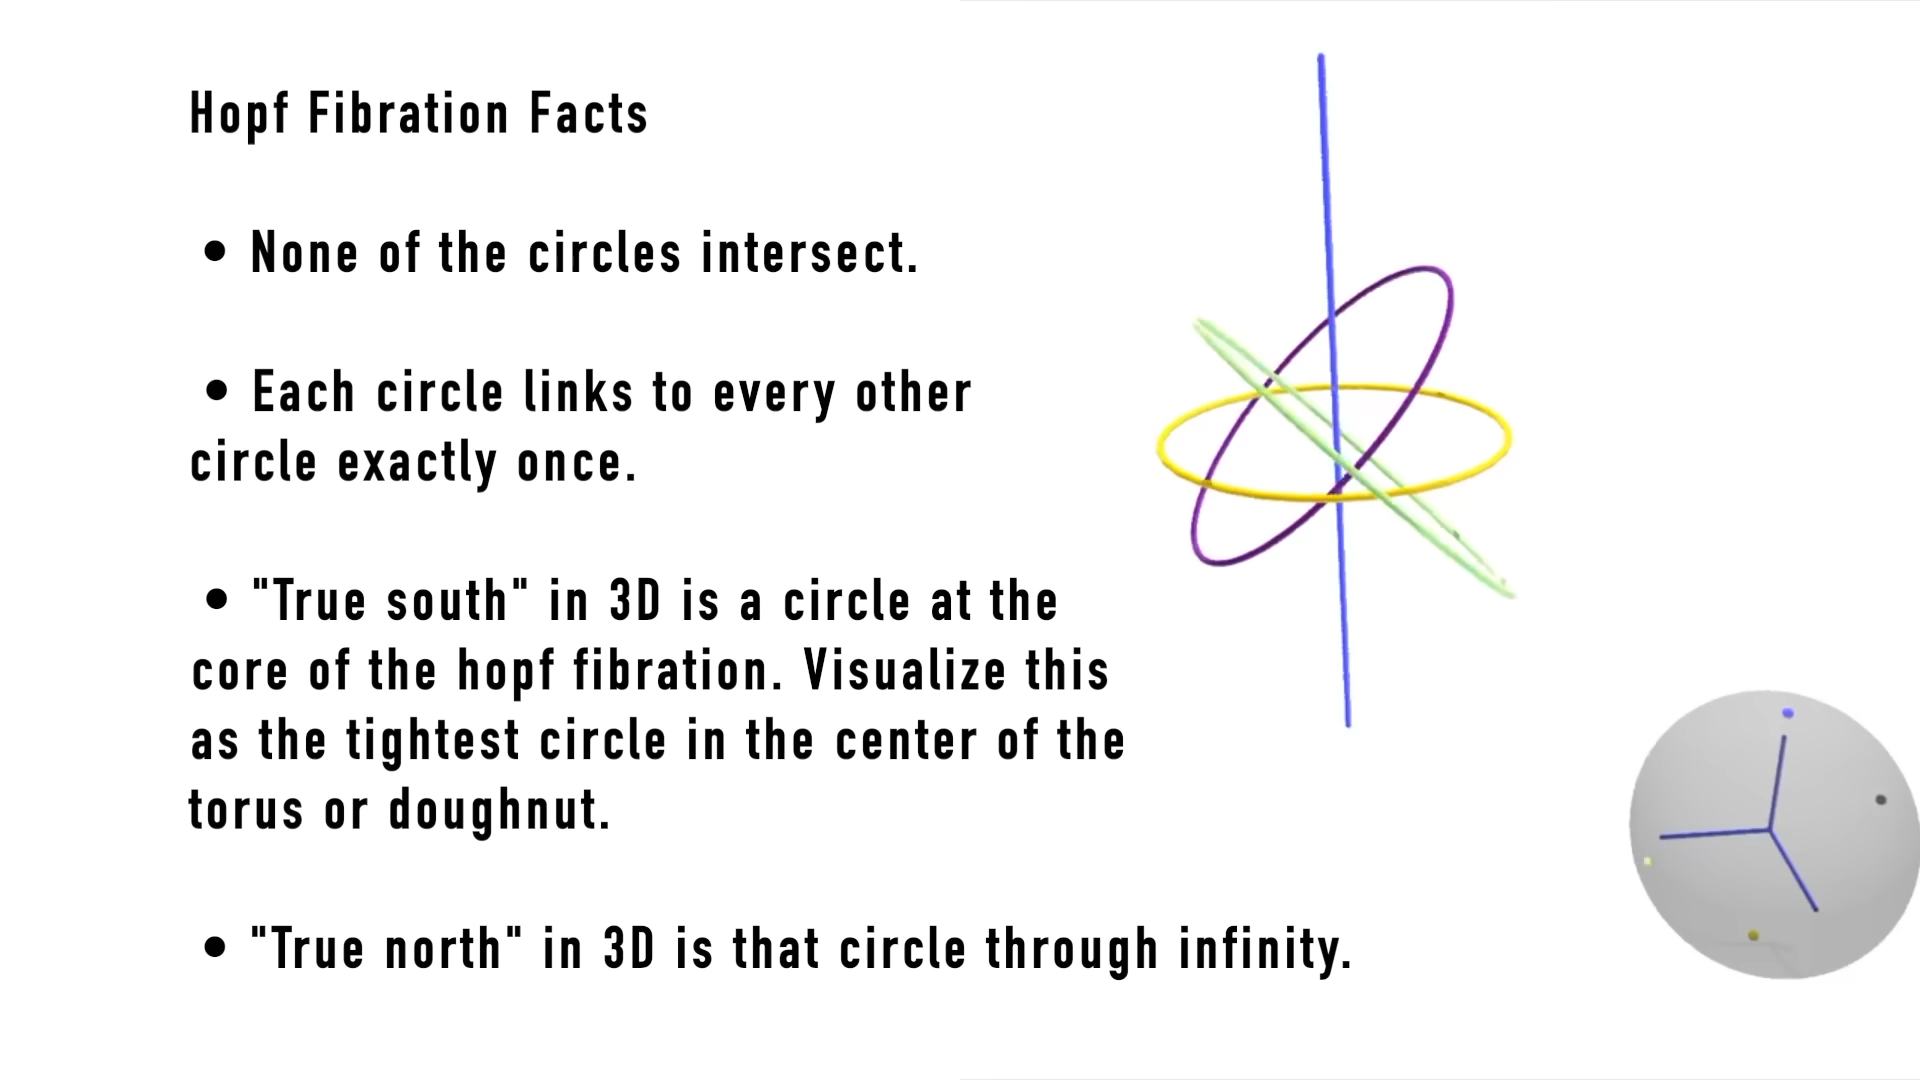 Hopf Fibration Facts
• None of the circles intersect.
• Each circle links to every other
circle exactly once.
• "True south" in 3D is a circle at the
core of the hopf fibration. Visualize this
as the tightest circle in the center of the
torus or doughnut.
• "True north" in 3D is that circle through infinity.